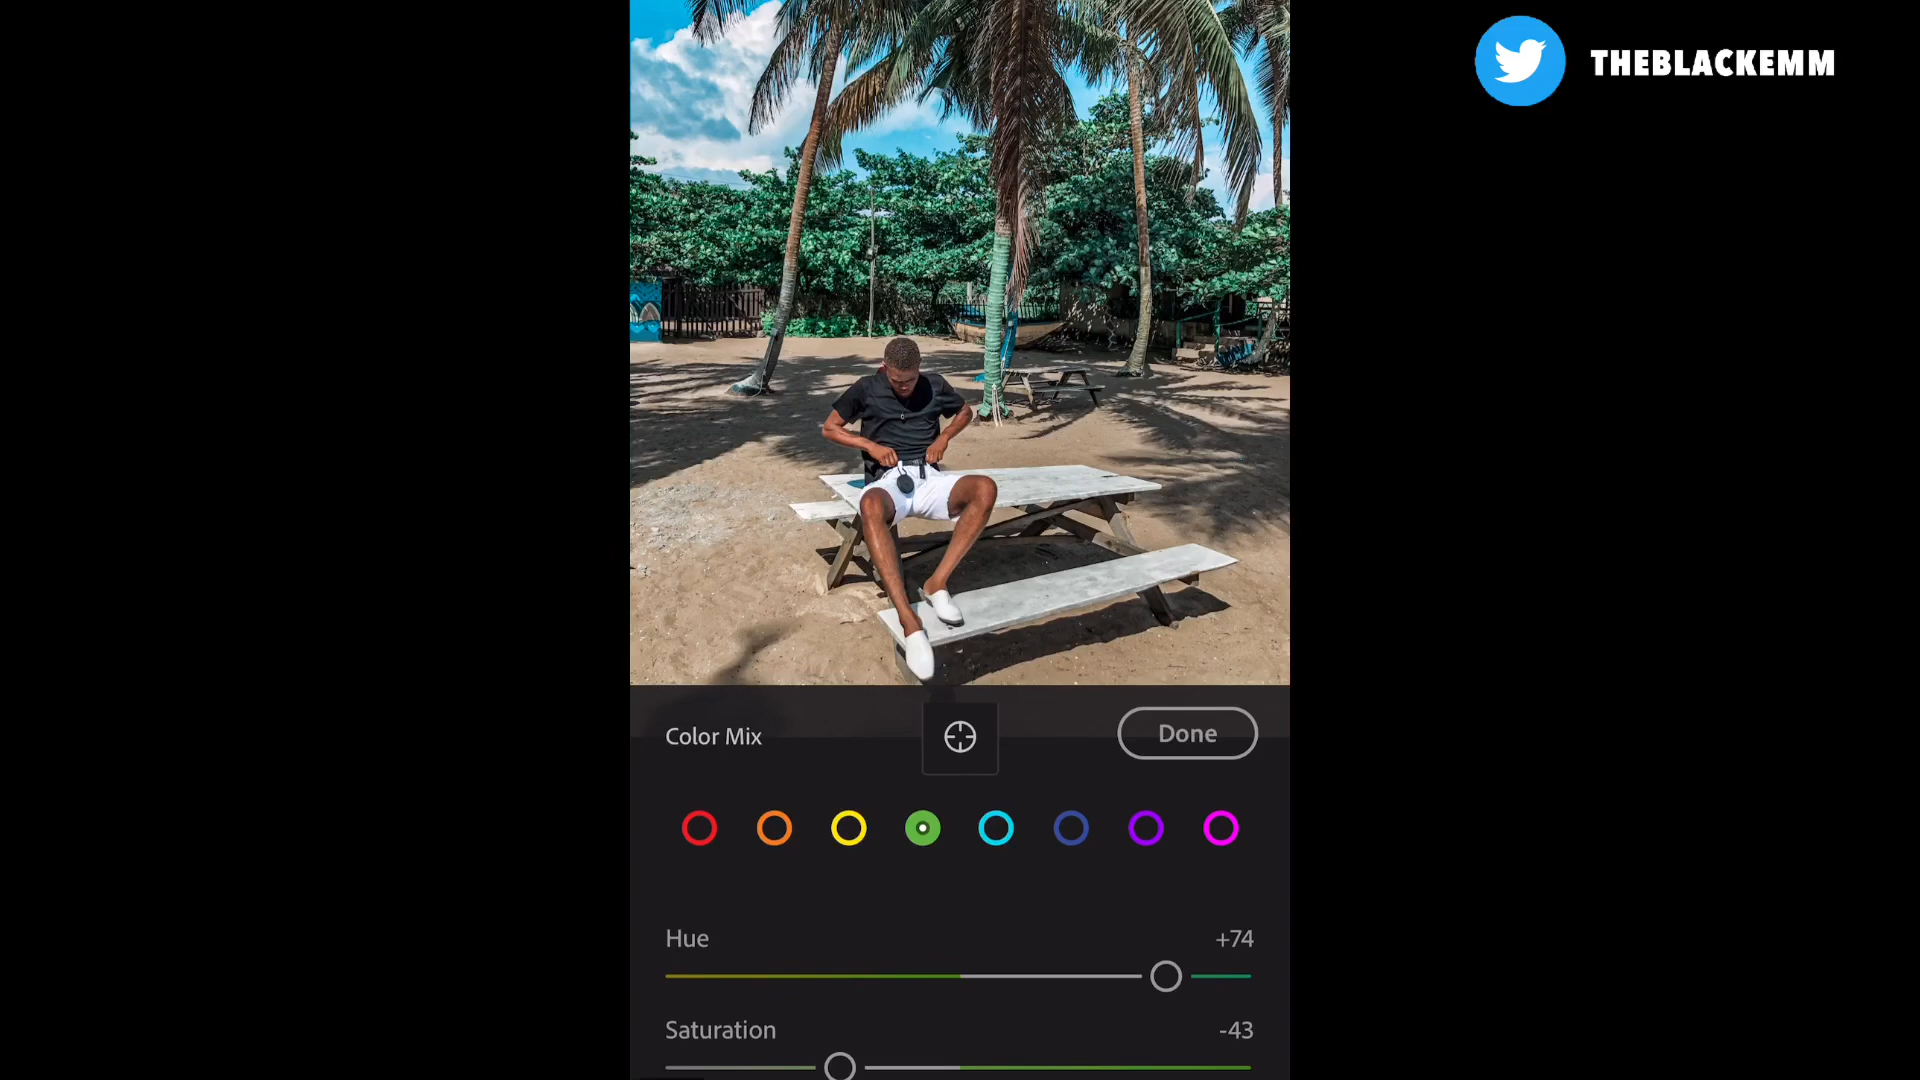 THEBLACKEMM
Color Mix
Done
Hue
+74
Saturation
-43